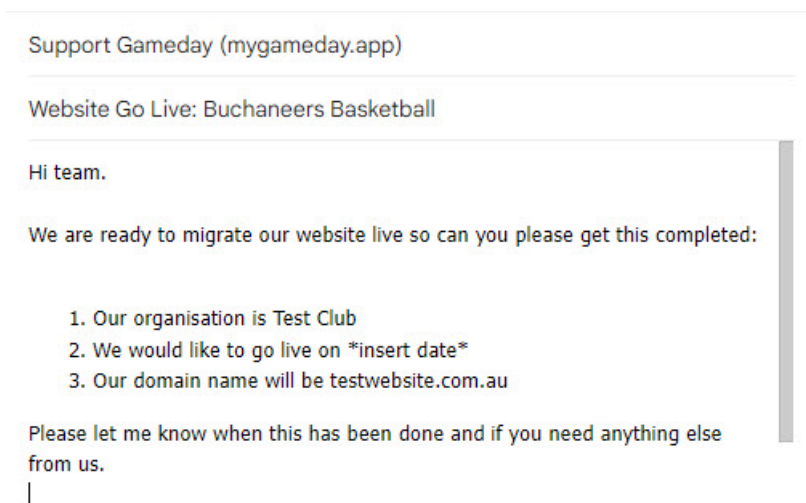 Support Gameday (mygameday.app)
Website Go Live: Buchaneers Basketball
Hi team.
We are ready to migrate our website live so can you please get this completed:
1. Our organisation is Test Club
2. We would like to go live on *insert date*
3. Our domain name will be testwebsite.com.au
Please let me know when this has been done and if you need anything else
from us.